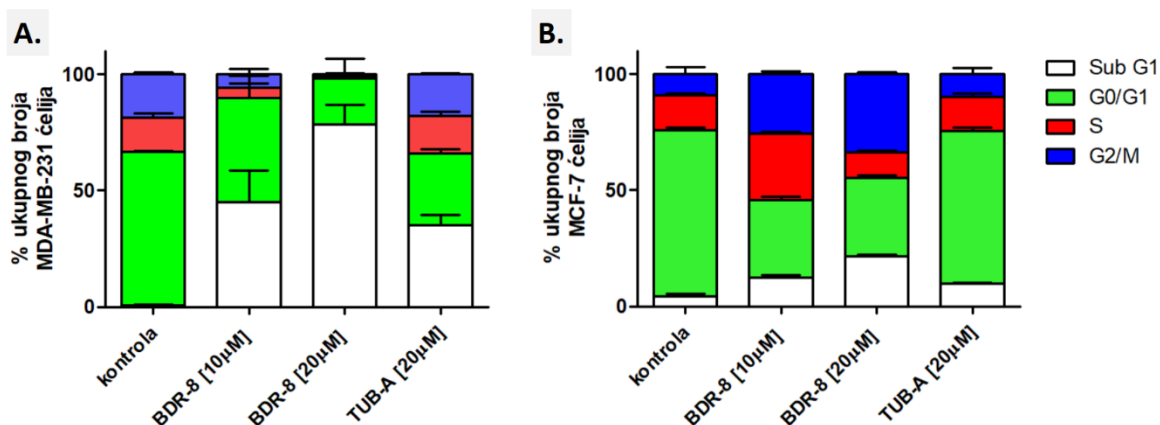 A.
% ukupnog broja
MDA-MB-231 ćelija
100
50
0
kontrola
BDR-8 [10µM]
BDR-8 [20µM]
TUB-A [20µM]
B.
% ukupnog broja
MCF-7 ćelija
100
50
0
kontrola
BDR-8 [10µM]
BDR-8 [20µM]
TUB-A [20µM]
Sub G1
G0/G1
S
G2/M